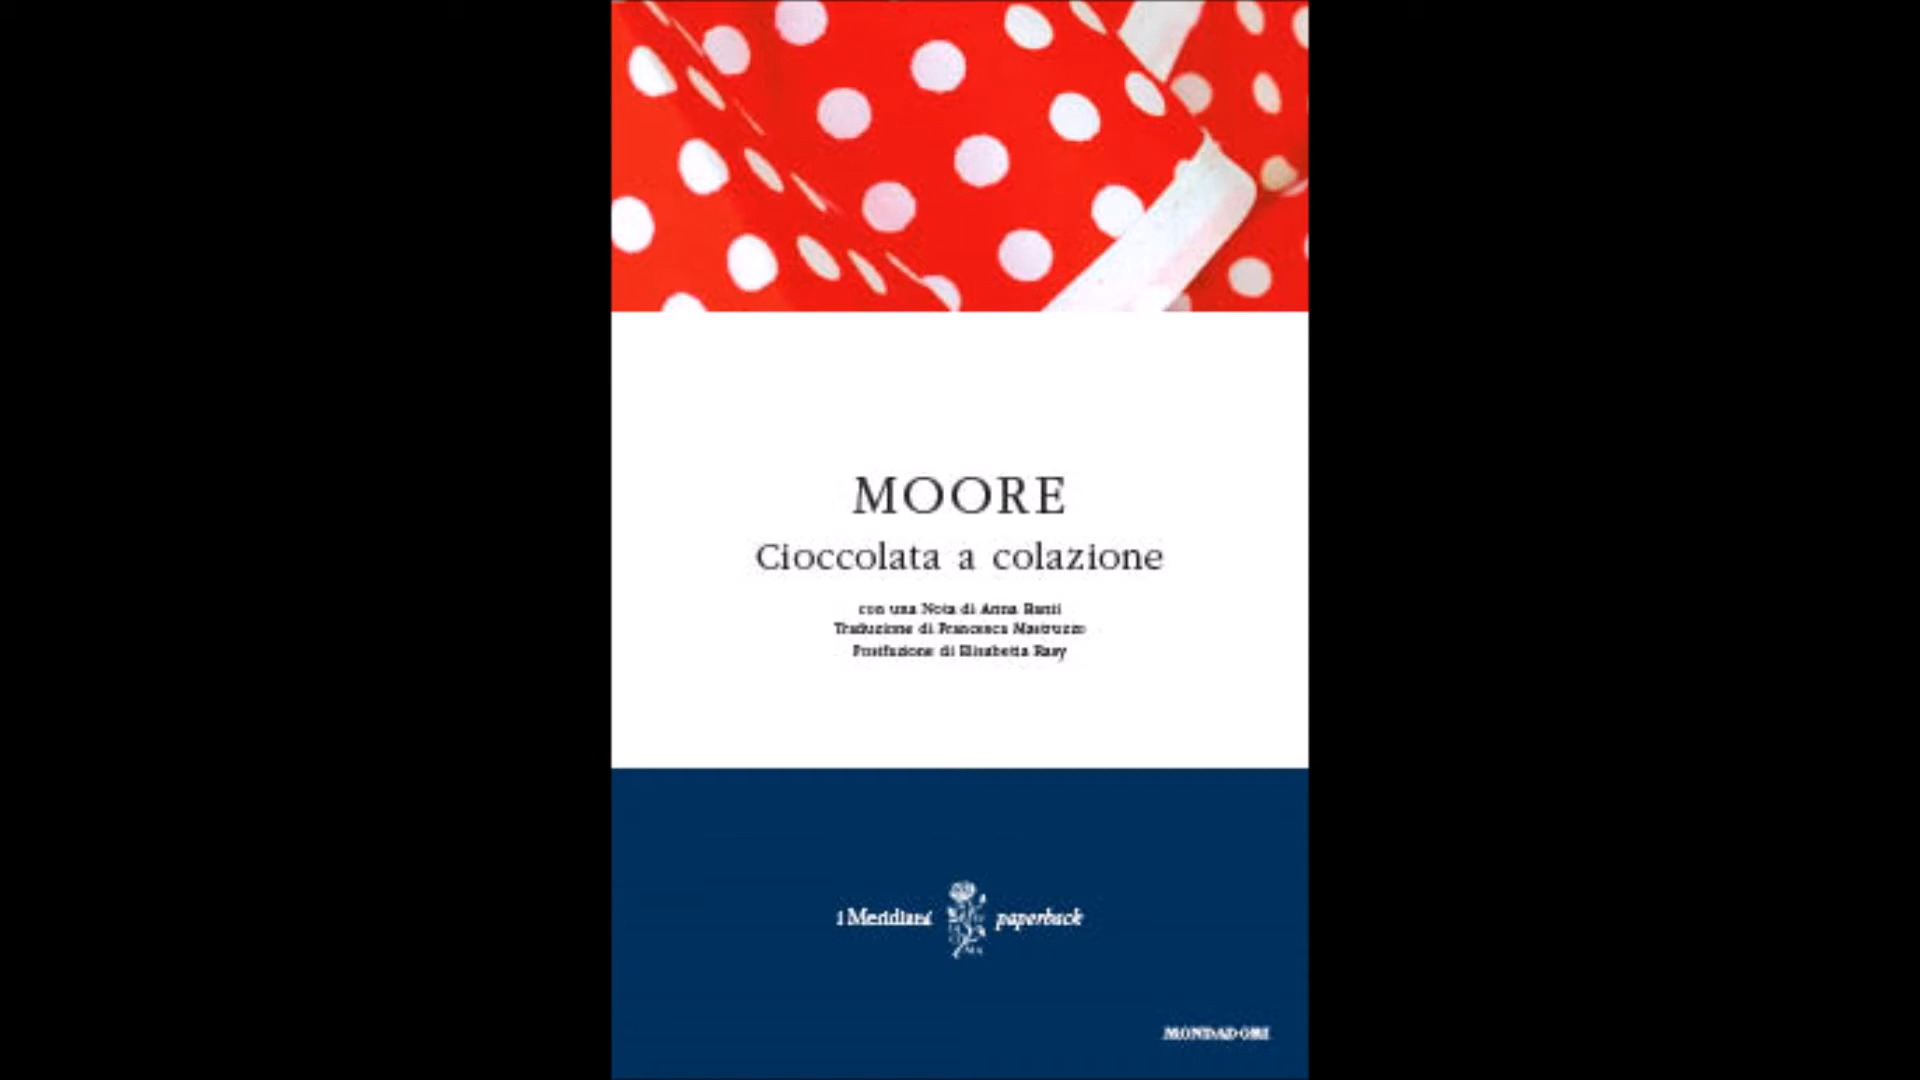 MOORE
Cioccolata a colazione
con una Nota di Anna Banti
Traduzione di Francesca Mastruzzo
Postfazione di Elisabetta Rasy
i Meridiani paperback
MONDADORI